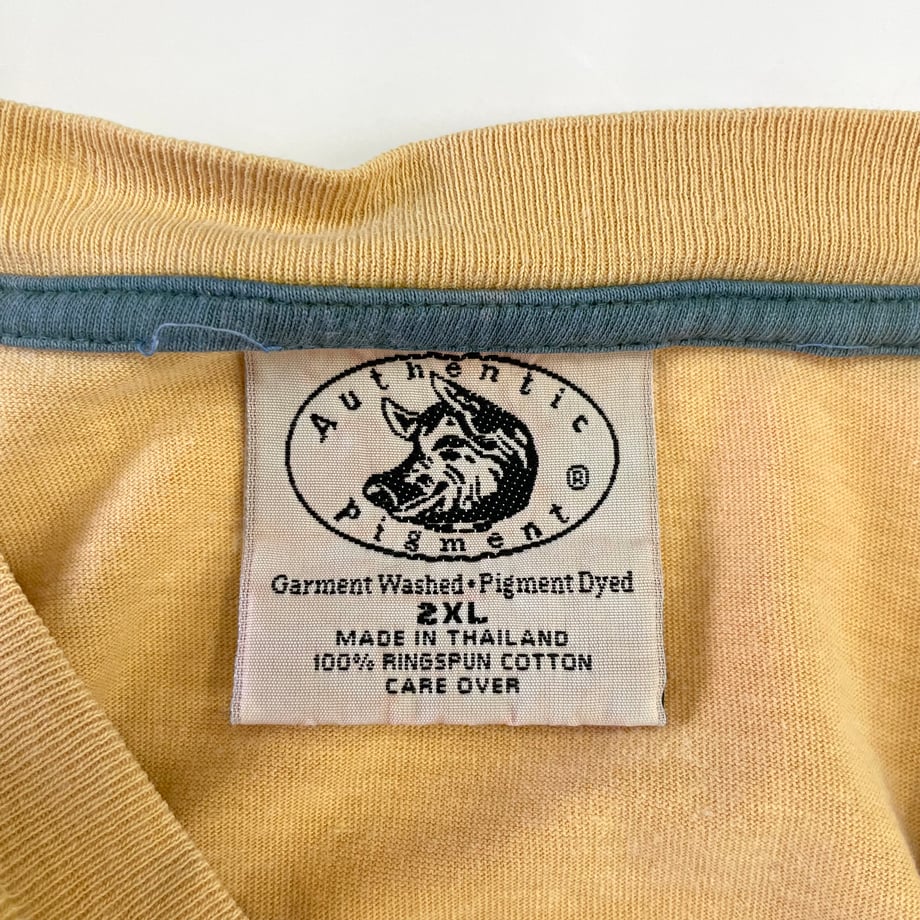 Authentic
Pigment ®
Garment Washed • Pigment Dyed
2XL
MADE IN THAILAND
100% RINGSPUN COTTON
CARE OVER